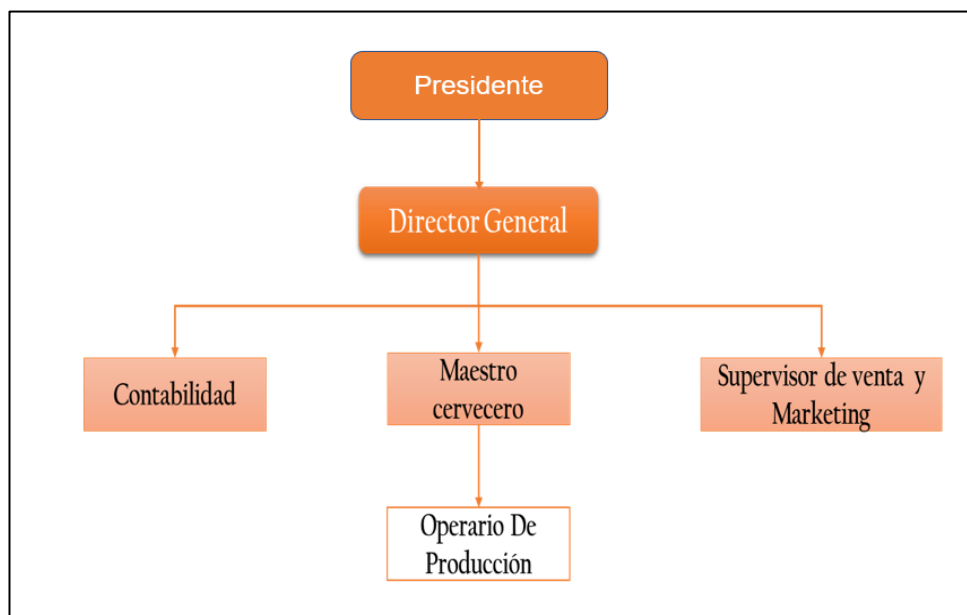 Presidente
Director General
Contabilidad
Maestro
cervecero
Supervisor de venta y
Marketing
Operario De
Producción